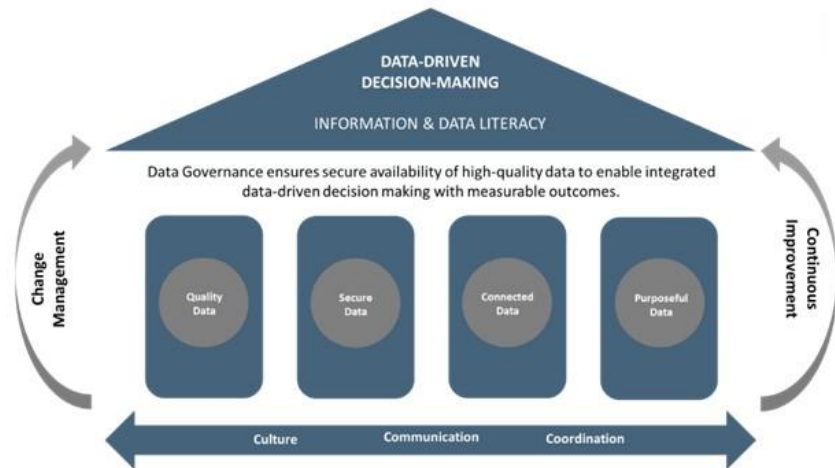 DATA-DRIVEN
DECISION-MAKING
INFORMATION & DATA LITERACY
Data Governance ensures secure availability of high-quality data to enable integrated
data-driven decision making with measurable outcomes.
Change
Management
Quality
Data
Secure
Data
Connected
Data
Purposeful
Data
Continuous
Improvement
Culture
Communication
Coordination